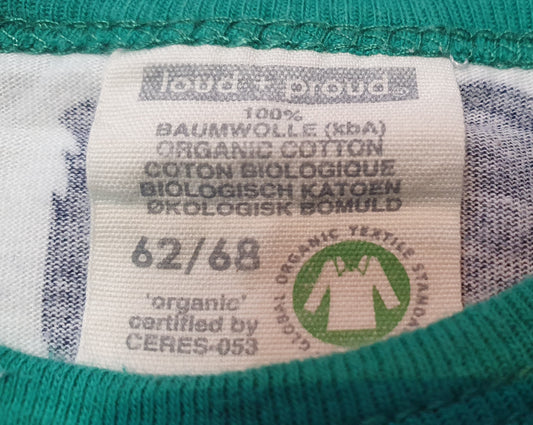 loud + proud
100%
BAUMWOLLE (kbA)
ORGANIC COTTON
COTON BIOLOGIQUE
BIOLOGISCH KATOEN
ØKOLOGISK BOMULD
62/68
'organic'
certified by
CERES-053
GLOBAL ORGANIC TEXTILE STANDA